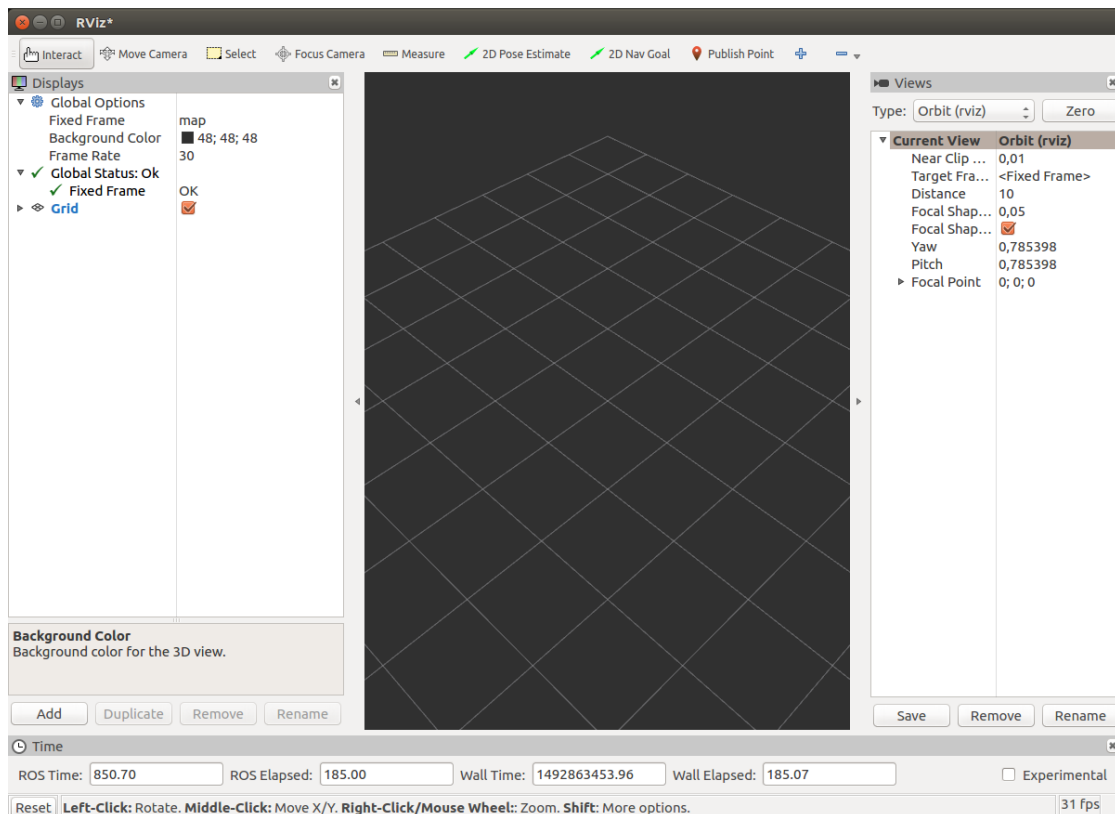 RViz*
Interact Move Camera Select Focus Camera Measure 2D Pose Estimate 2D Nav Goal Publish Point
Displays
Global Options
Fixed Frame map
Background Color 48; 48; 48
Frame Rate 30
Global Status: Ok
Fixed Frame OK
Grid
Background Color
Background color for the 3D view.
Add Duplicate Remove Rename
Views
Type: Orbit (rviz) Zero
Current View Orbit (rviz)
Near Clip ... 0,01
Target Fra... <Fixed Frame>
Distance 10
Focal Shap... 0,05
Focal Shap...
Yaw 0,785398
Pitch 0,785398
Focal Point 0; 0; 0
Save Remove Rename
Time
ROS Time: 850.70 ROS Elapsed: 185.00 Wall Time: 1492863453.96 Wall Elapsed: 185.07 Experimental
Reset Left-Click: Rotate. Middle-Click: Move X/Y. Right-Click/Mouse Wheel:: Zoom. Shift: More options. 31 fps